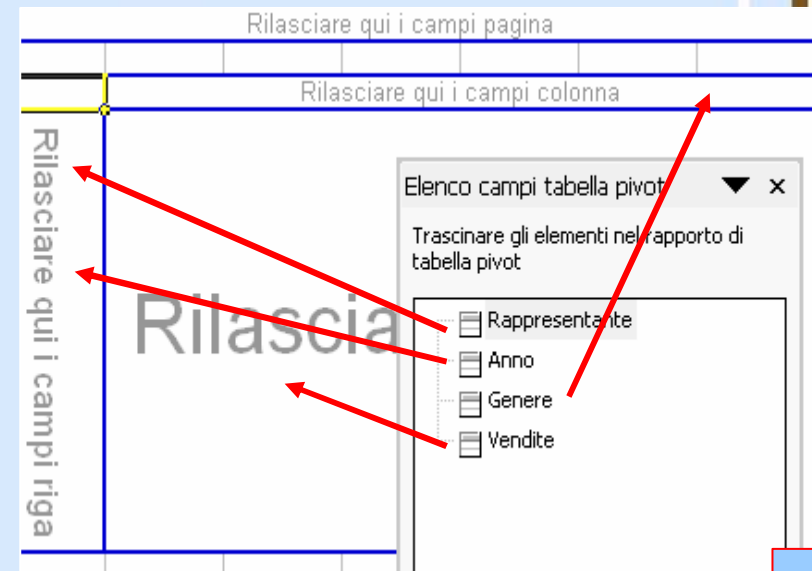 Rilasciare qui i campi pagina
Rilasciare qui i campi colonna
Rilasciare qui i campi riga
Rilascia
Elenco campi tabella pivot
Trascinare gli elementi nel rapporto di
tabella pivot
Rappresentante
Anno
Genere
Vendite